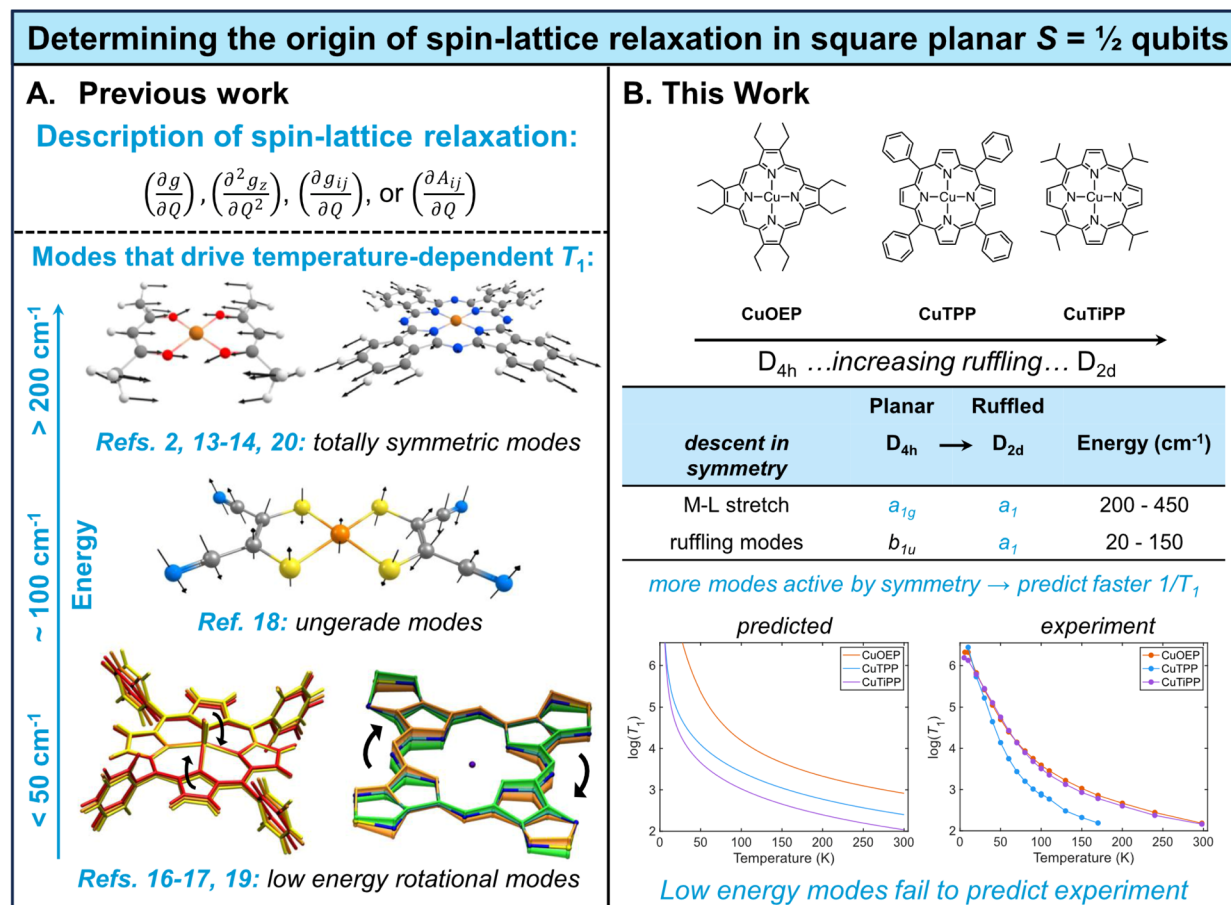 Determining the origin of spin-lattice relaxation in square planar S = ½ qubits
A. Previous work
Description of spin-lattice relaxation:
(∂g/∂Q), (∂²g_z/∂Q²), (∂g_ij/∂Q), or (∂A_ij/∂Q)
Modes that drive temperature-dependent T₁:
> 200 cm⁻¹
Refs. 2, 13-14, 20: totally symmetric modes
~ 100 cm⁻¹
Energy
Ref. 18: ungerade modes
< 50 cm⁻¹
Refs. 16-17, 19: low energy rotational modes
B. This Work
N N Cu N N
N N Cu N N
N N Cu N N
CuOEP CuTPP CuTiPP
D4h ...increasing ruffling... D2d
Planar Ruffled
descent in symmetry D4h → D2d Energy (cm⁻¹)
M-L stretch a1g a1 200 - 450
ruffling modes b1u a1 20 - 150
more modes active by symmetry → predict faster 1/T₁
predicted
CuOEP
CuTPP
CuTiPP
log(T₁)
6
5
4
3
2
0 50 100 150 200 250 300
Temperature (K)
experiment
CuOEP
CuTPP
CuTiPP
log(T₁)
6
5
4
3
2
0 50 100 150 200 250 300
Temperature (K)
Low energy modes fail to predict experiment